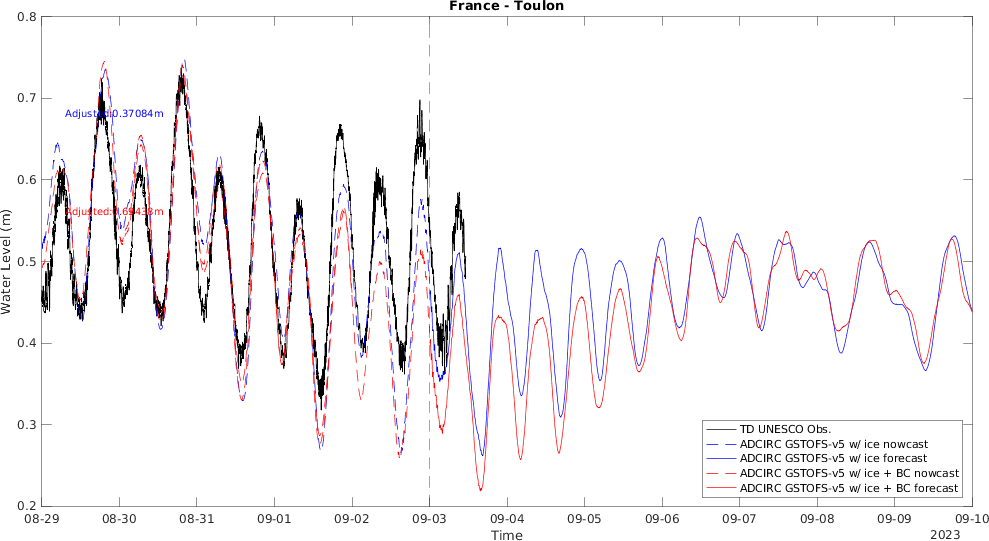 France - Toulon
0.8
0.7
0.6
0.5
0.4
0.3
0.2
Water Level (m)
Adjusted:0.37084m
TD UNESCO Obs.
ADCIRC GSTOFS-v5 w/ ice nowcast
ADCIRC GSTOFS-v5 w/ ice forecast
ADCIRC GSTOFS-v5 w/ ice + BC nowcast
ADCIRC GSTOFS-v5 w/ ice + BC forecast
08-29 08-30 08-31 09-01 09-02 09-03 09-04 09-05 09-06 09-07 09-08 09-09 09-10
Time
2023